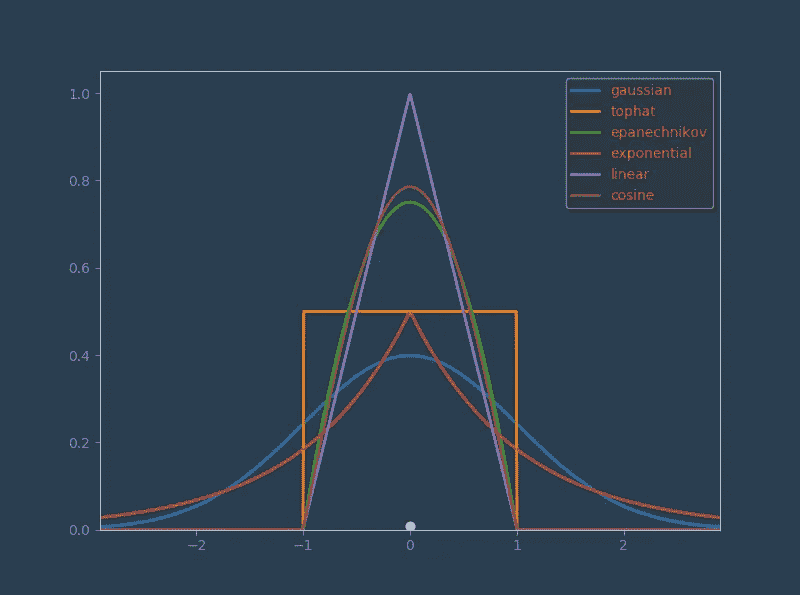 gaussian
tophat
epanechnikov
exponential
linear
cosine
1.0
0.8
0.6
0.4
0.2
0.0
−2 −1 0 1 2